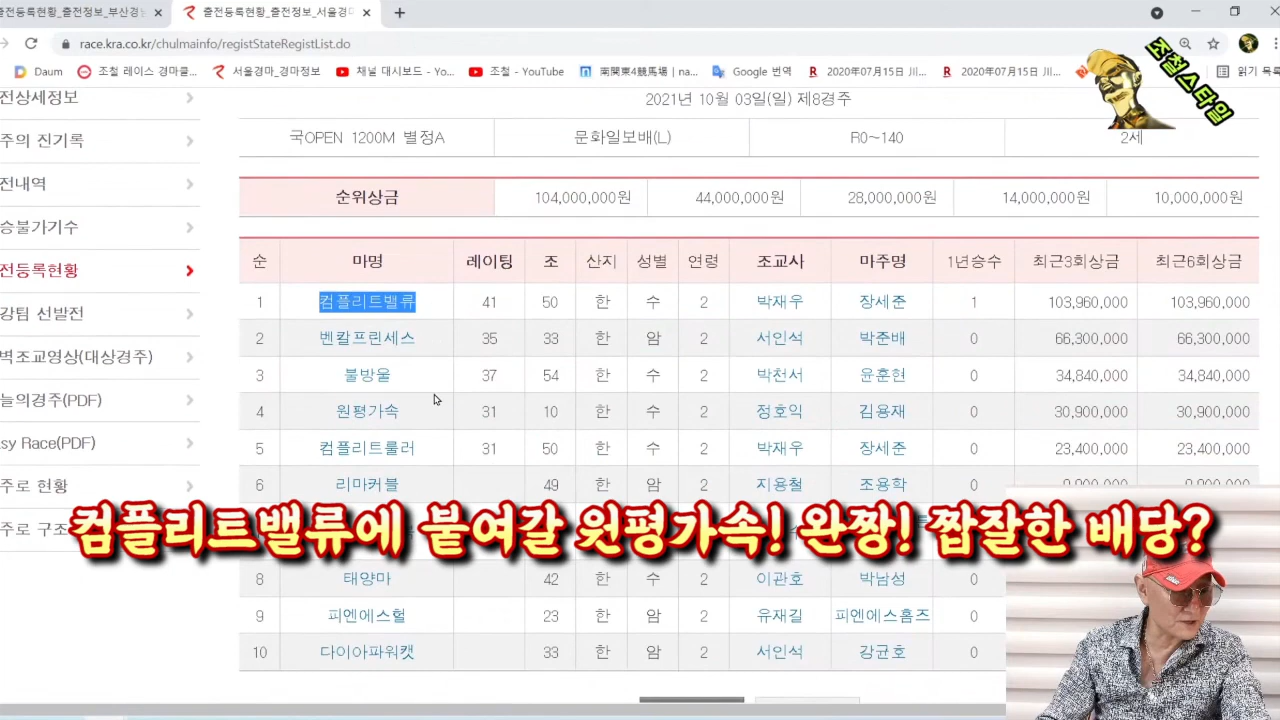 출전등록현황_출전정보_부산경
출전등록현황_출전정보_서울경마
race.kra.co.kr/chulmainfo/registStateRegistList.do
Daum
조철 레이스 경마클...
서울경마_경마정보
채널 대시보드 - Yo...
조철 - YouTube
南関東4競馬場 | na...
Google 번역
2020年07月15日 川...
2020年07月15日 川...
읽기 목록
조철스타일
전상세정보
주의 진기록
전내역
승불가기수
전등록현황
강팀 선발전
벽조교영상(대상경주)
늘의경주(PDF)
sy Race(PDF)
주로 현황
주로 구조
2021년 10월 03일(일) 제8경주
국OPEN 1200M 별정A 문화일보배(L) R0~140 2세
순위상금 104,000,000원 44,000,000원 28,000,000원 14,000,000원 10,000,000원
순 마명 레이팅 조 산지 성별 연령 조교사 마주명 1년승수 최근3회상금 최근6회상금
1 컴플리트밸류 41 50 한 수 2 박재우 장세준 1 103,960,000 103,960,000
2 벤칼프린세스 35 33 한 암 2 서인석 박준배 0 66,300,000 66,300,000
3 불방울 37 54 한 수 2 박천서 윤훈현 0 34,840,000 34,840,000
4 원평가속 31 10 한 수 2 정호익 김용재 0 30,900,000 30,900,000
5 컴플리트룰러 31 50 한 수 2 박재우 장세준 0 23,400,000 23,400,000
6 리마커블 49 한 암 2 지용철 조용학 0
컴플리트밸류에 붙여갈 원평가속! 완짱! 짭잘한 배당?
8 태양마 42 한 수 2 이관호 박남성 0
9 피엔에스헐 23 한 암 2 유재길 피엔에스홈즈 0
10 다이아파워캣 33 한 암 2 서인석 강균호 0